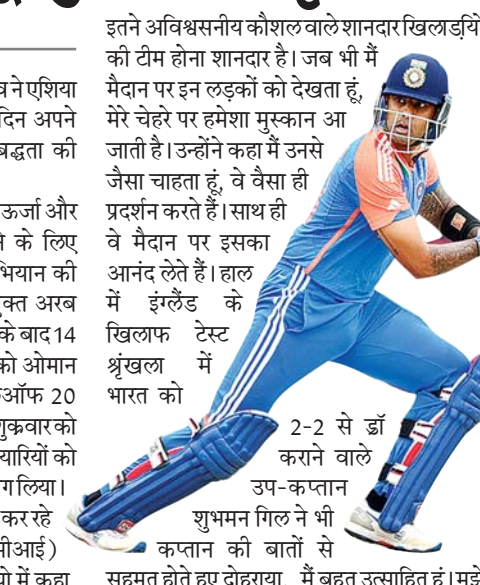 व ने एशिया
दिन अपने
बद्धता की
ऊर्जा और
के लिए
भियान की
क्त अरब
के बाद 14
को ओमान
ऑफ 20
शुक्रवार को
यारियों को
ग लिया।
कर रहे
आई)
में कहा
इतने अविश्वसनीय कौशल वाले शानदार खिलाड़ियों
की टीम होना शानदार है। जब भी मैं
मैदान पर इन लड़कों को देखता हूं,
मेरे चेहरे पर हमेशा मुस्कान आ
जाती है। उन्होंने कहा मैं उनसे
जैसा चाहता हूं, वे वैसा ही
प्रदर्शन करते हैं। साथ ही
वे मैदान पर इसका
आनंद लेते हैं। हाल
में इंग्लैंड के
खिलाफ टेस्ट
श्रृंखला में
भारत को
2-2 से ड्रॉ
कराने वाले
उप-कप्तान
शुभमन गिल ने भी
कप्तान की बातों से
सहमत होते हुए दोहराया, मैं बहुत उत्साहित हूं। मुझे